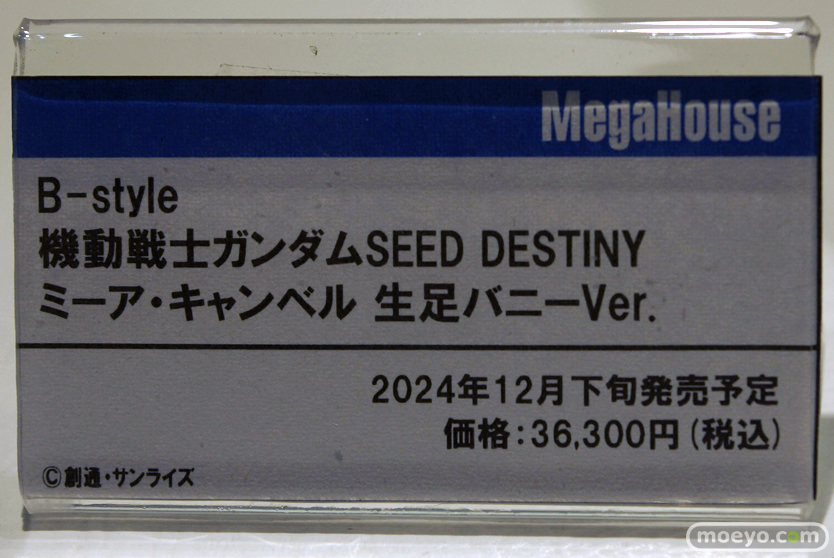 MegaHouse
B-style
機動戦士ガンダムSEED DESTINY
ミーア・キャンベル 生足バニーVer.
2024年12月下旬発売予定
価格:36,300円(税込)
©創通・サンライズ
moeyo.com